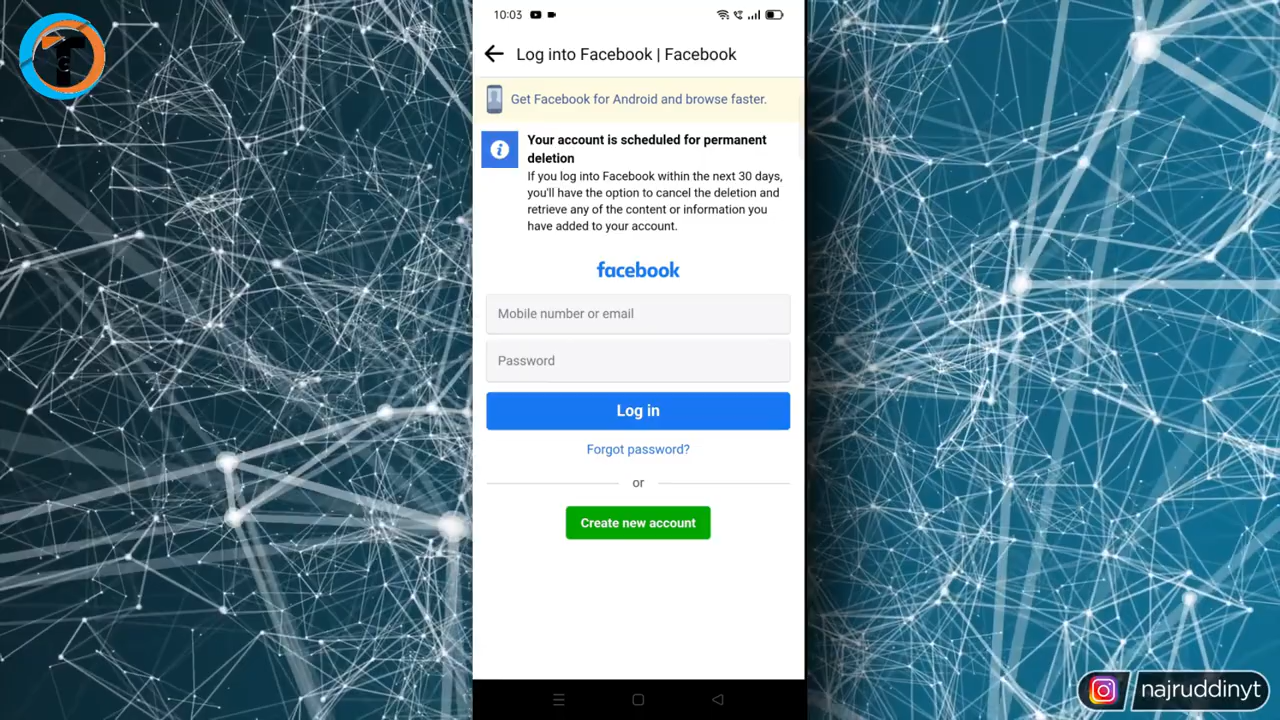 10:03
Log into Facebook | Facebook
Get Facebook for Android and browse faster.
Your account is scheduled for permanent
deletion
If you log into Facebook within the next 30 days,
you'll have the option to cancel the deletion and
retrieve any of the content or information you
have added to your account.
facebook
Mobile number or email
Password
Log in
Forgot password?
or
Create new account
najruddinyt